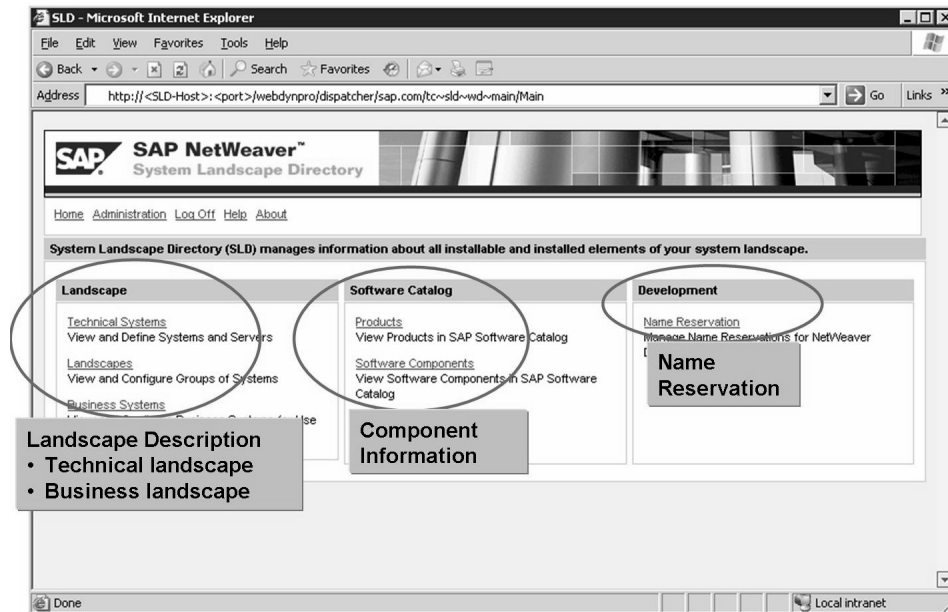 SLD - Microsoft Internet Explorer
File Edit View Favorites Tools Help
Back Search Favorites
Address http://<SLD-Host>:<port>/webdynpro/dispatcher/sap.com/tc~sld~wd~main/Main Go Links »
SAP SAP NetWeaver™
System Landscape Directory
Home Administration Log Off Help About
System Landscape Directory (SLD) manages information about all installable and installed elements of your system landscape.
Landscape
Technical Systems
View and Define Systems and Servers
Landscapes
View and Configure Groups of Systems
Business Systems
Use
Landscape Description
• Technical landscape
• Business landscape
Software Catalog
Products
View Products in SAP Software Catalog
Software Components
View Software Components in SAP Software
Catalog
Component
Information
Development
Name Reservation
Manage Name Reservations for NetWeaver
Name
Reservation
Done Local intranet